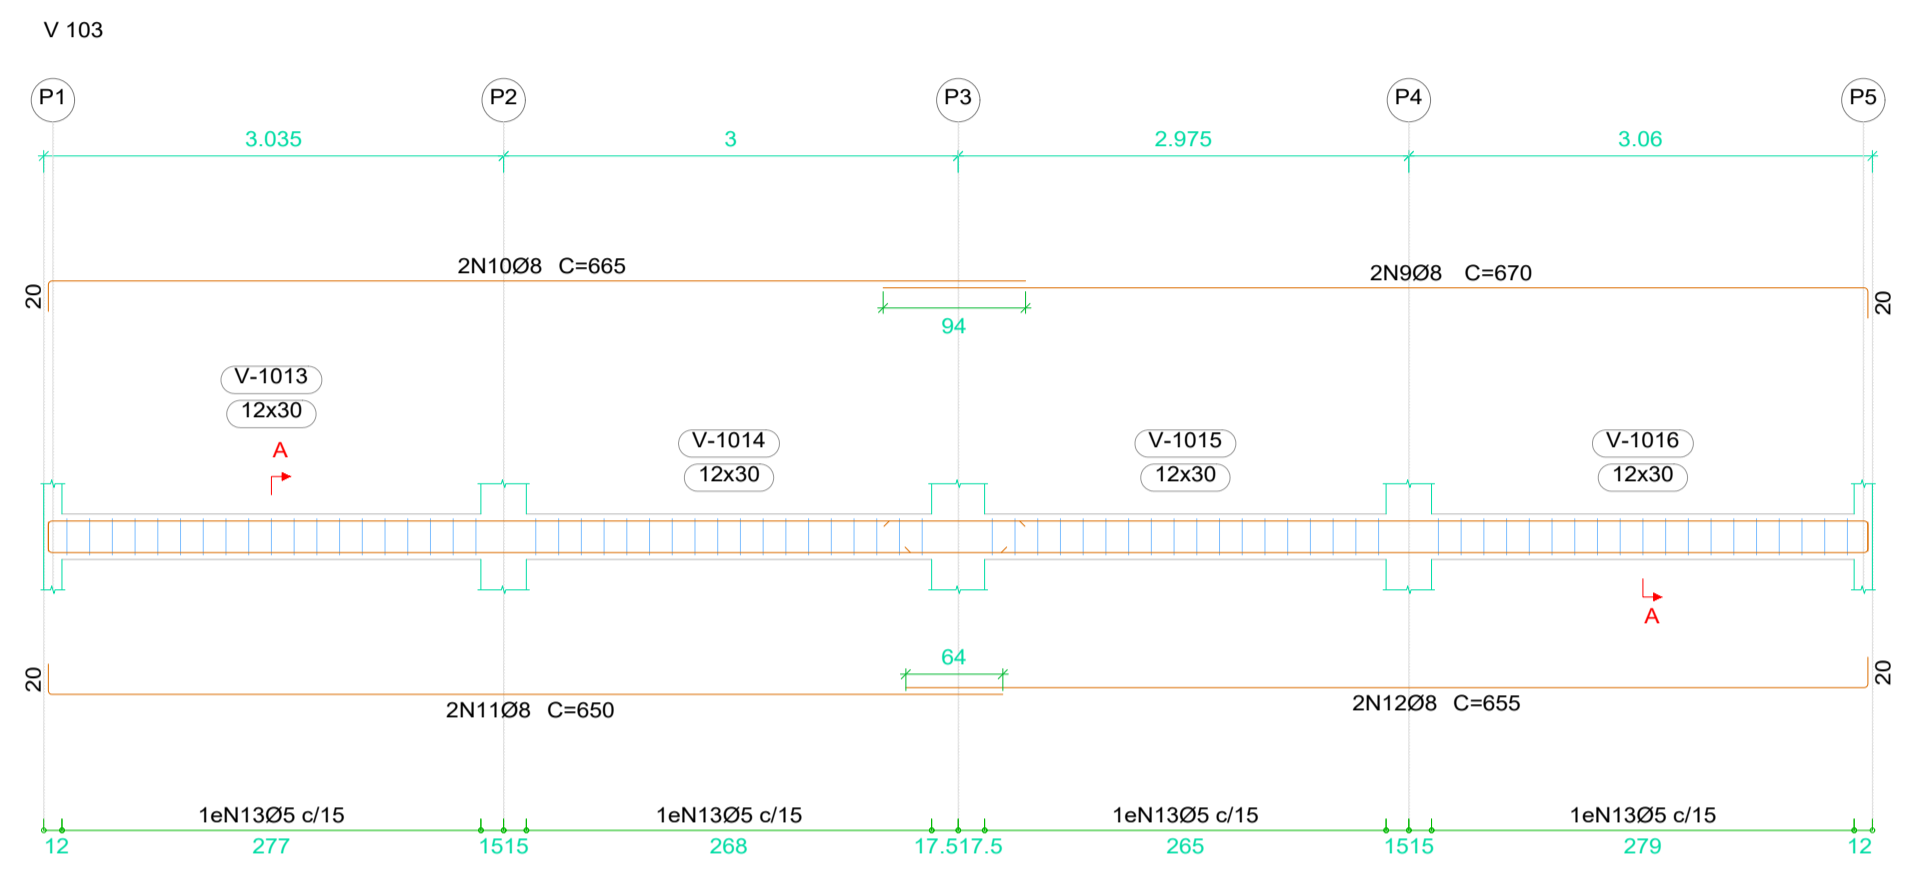 V 103
P1 P2 P3 P4 P5
3.035 3 2.975 3.06
2N10Ø8 C=665
2N9Ø8 C=670
20
20
94
V-1013
12x30
A
V-1014 V-1015 V-1016
12x30 12x30 12x30
A
64
20
20
2N11Ø8 C=650
2N12Ø8 C=655
1eN13Ø5 c/15 1eN13Ø5 c/15 1eN13Ø5 c/15 1eN13Ø5 c/15
12 277 1515 268 17.517.5 265 1515 279 12